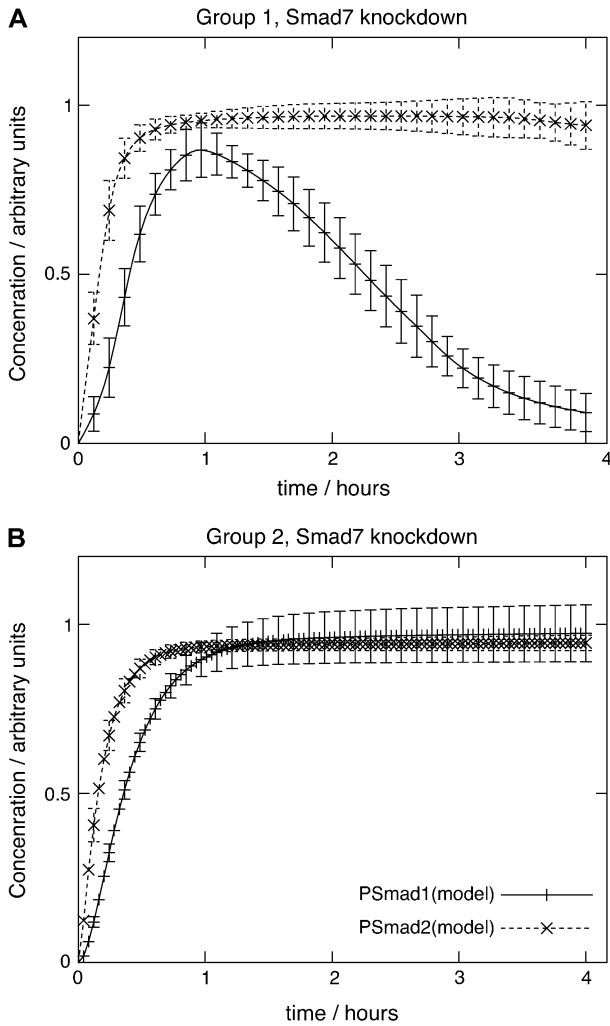 A
Group 1, Smad7 knockdown
Concenration / arbitrary units
1
0.5
0
0 1 2 3 4
time / hours
B
Group 2, Smad7 knockdown
Concenration / arbitrary units
1
0.5
0
PSmad1(model)
PSmad2(model)
0 1 2 3 4
time / hours